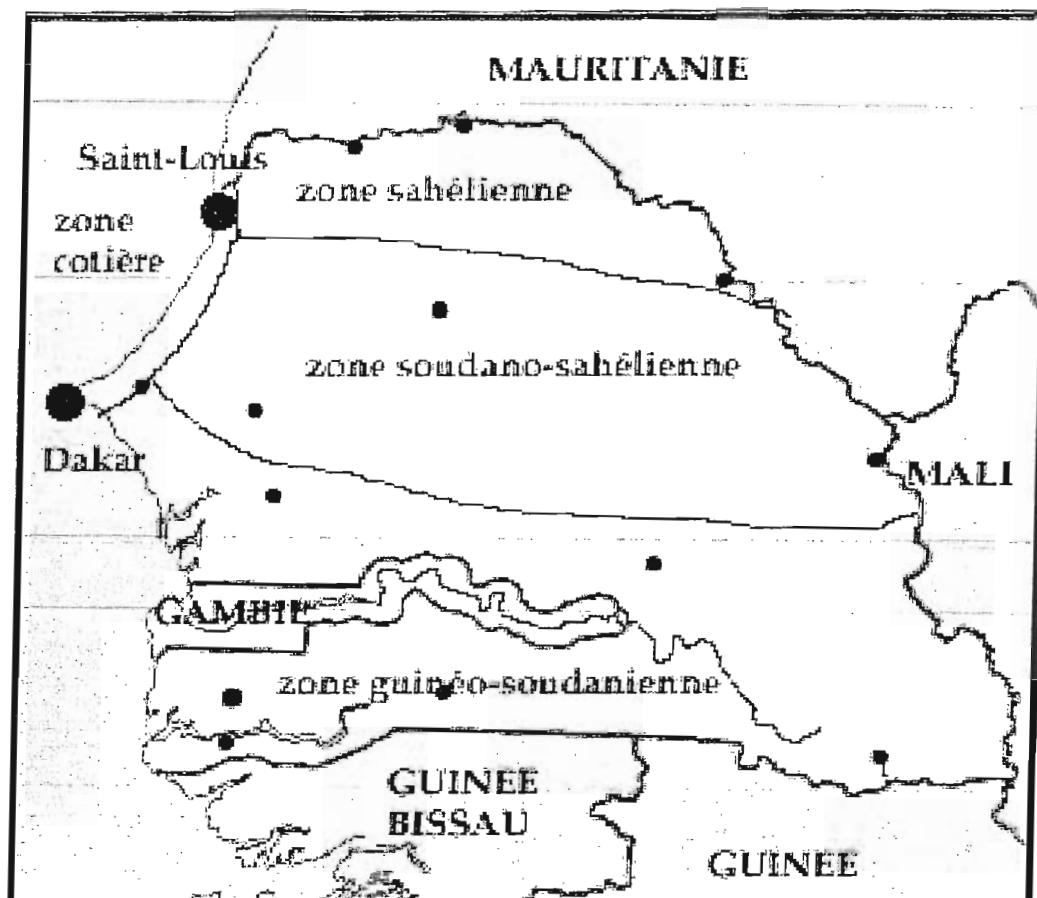 MAURITANIE
Saint-Louis
zone sahélienne
zone
cotière
zone soudano-sahélienne
Dakar
MALI
GAMBIE
zone guinéo-soudanienne
GUINEE
BISSAU
GUINEE